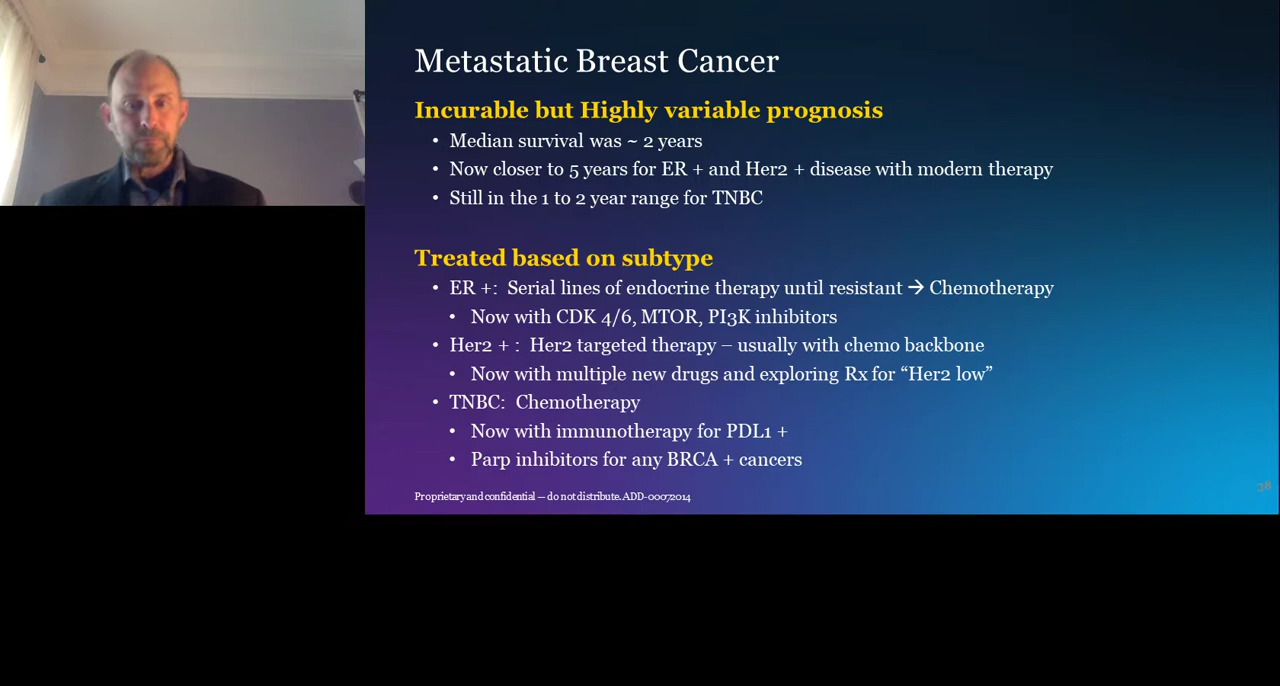 Metastatic Breast Cancer
Incurable but Highly variable prognosis
• Median survival was ~ 2 years
• Now closer to 5 years for ER + and Her2 + disease with modern therapy
• Still in the 1 to 2 year range for TNBC
Treated based on subtype
• ER +: Serial lines of endocrine therapy until resistant → Chemotherapy
• Now with CDK 4/6, MTOR, PI3K inhibitors
• Her2 + : Her2 targeted therapy – usually with chemo backbone
• Now with multiple new drugs and exploring Rx for “Her2 low”
• TNBC: Chemotherapy
• Now with immunotherapy for PDL1 +
• Parp inhibitors for any BRCA + cancers
Proprietary and confidential — do not distribute. ADD-00072014
38